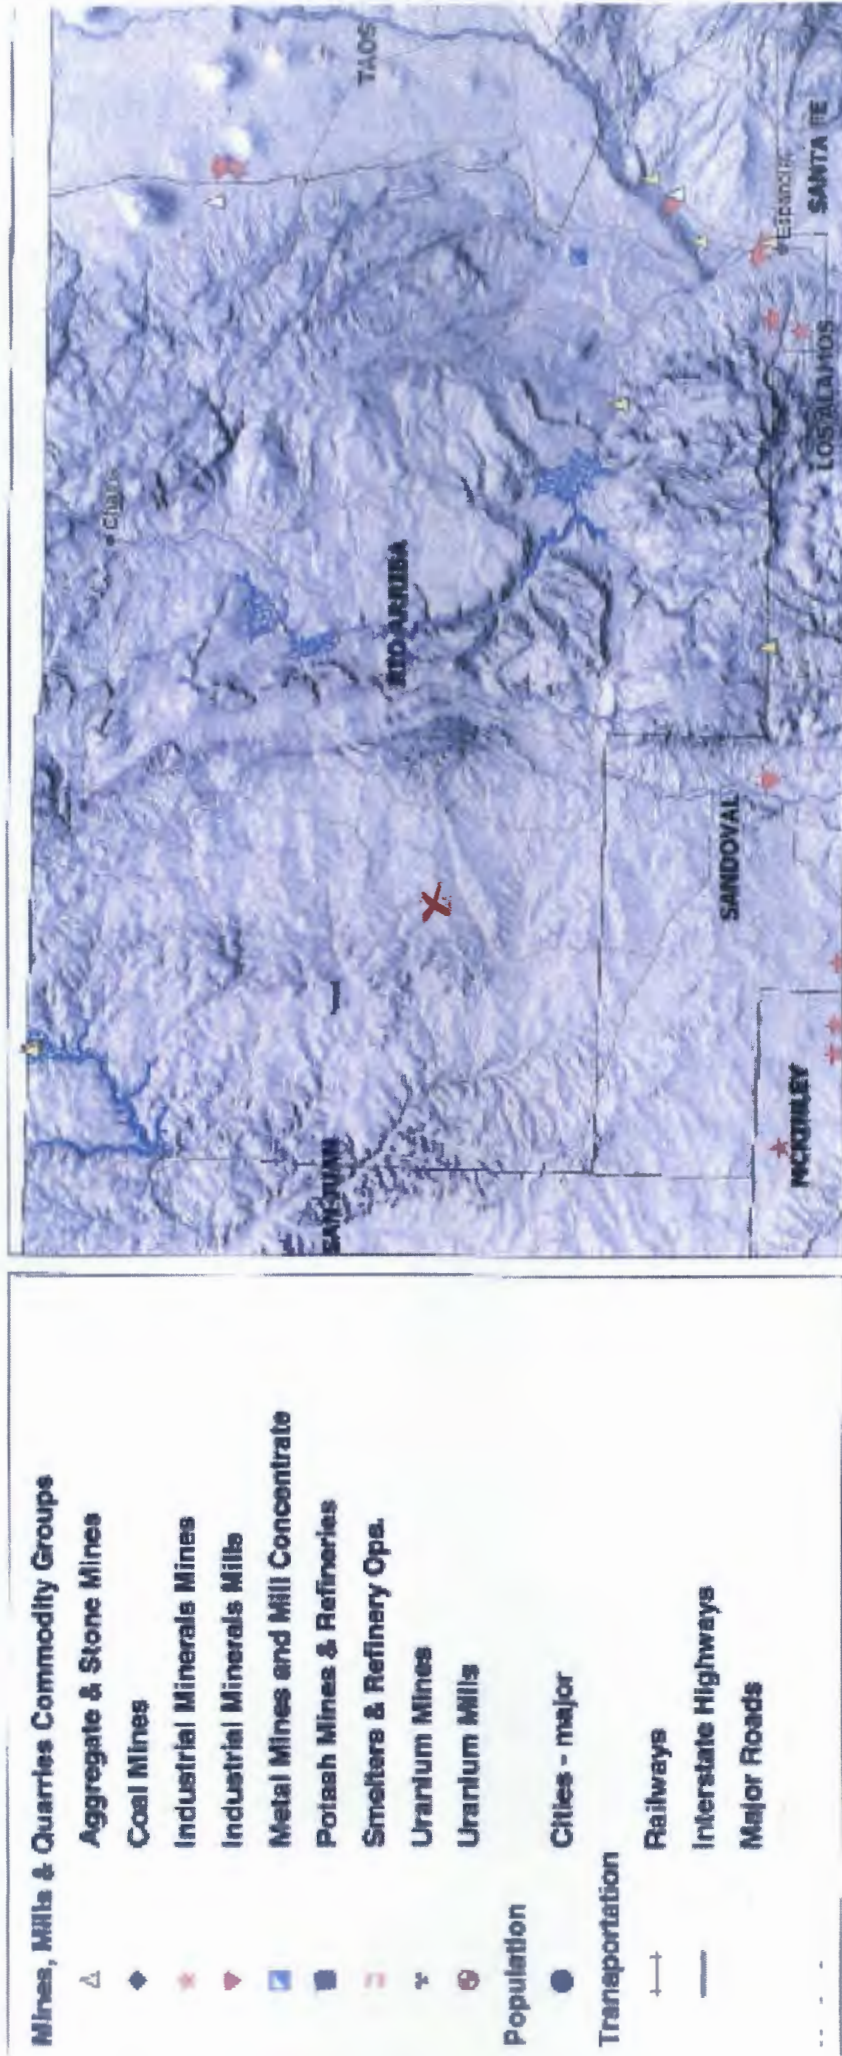 Mines, Mills & Quarries Commodity Groups
Aggregate & Stone Mines
Coal Mines
Industrial Minerals Mines
Industrial Minerals Mills
Metal Mines and Mill Concentrate
Potash Mines & Refineries
Smelters & Refinery Ops.
Uranium Mines
Uranium Mills
Population
Cities - major
Transportation
Railways
Interstate Highways
Major Roads
Chama
TAOS
RIO ARRIBA
SAN JUAN
Espanola
SANTA FE
LOS ALAMOS
SANDOVAL
MCKINLEY